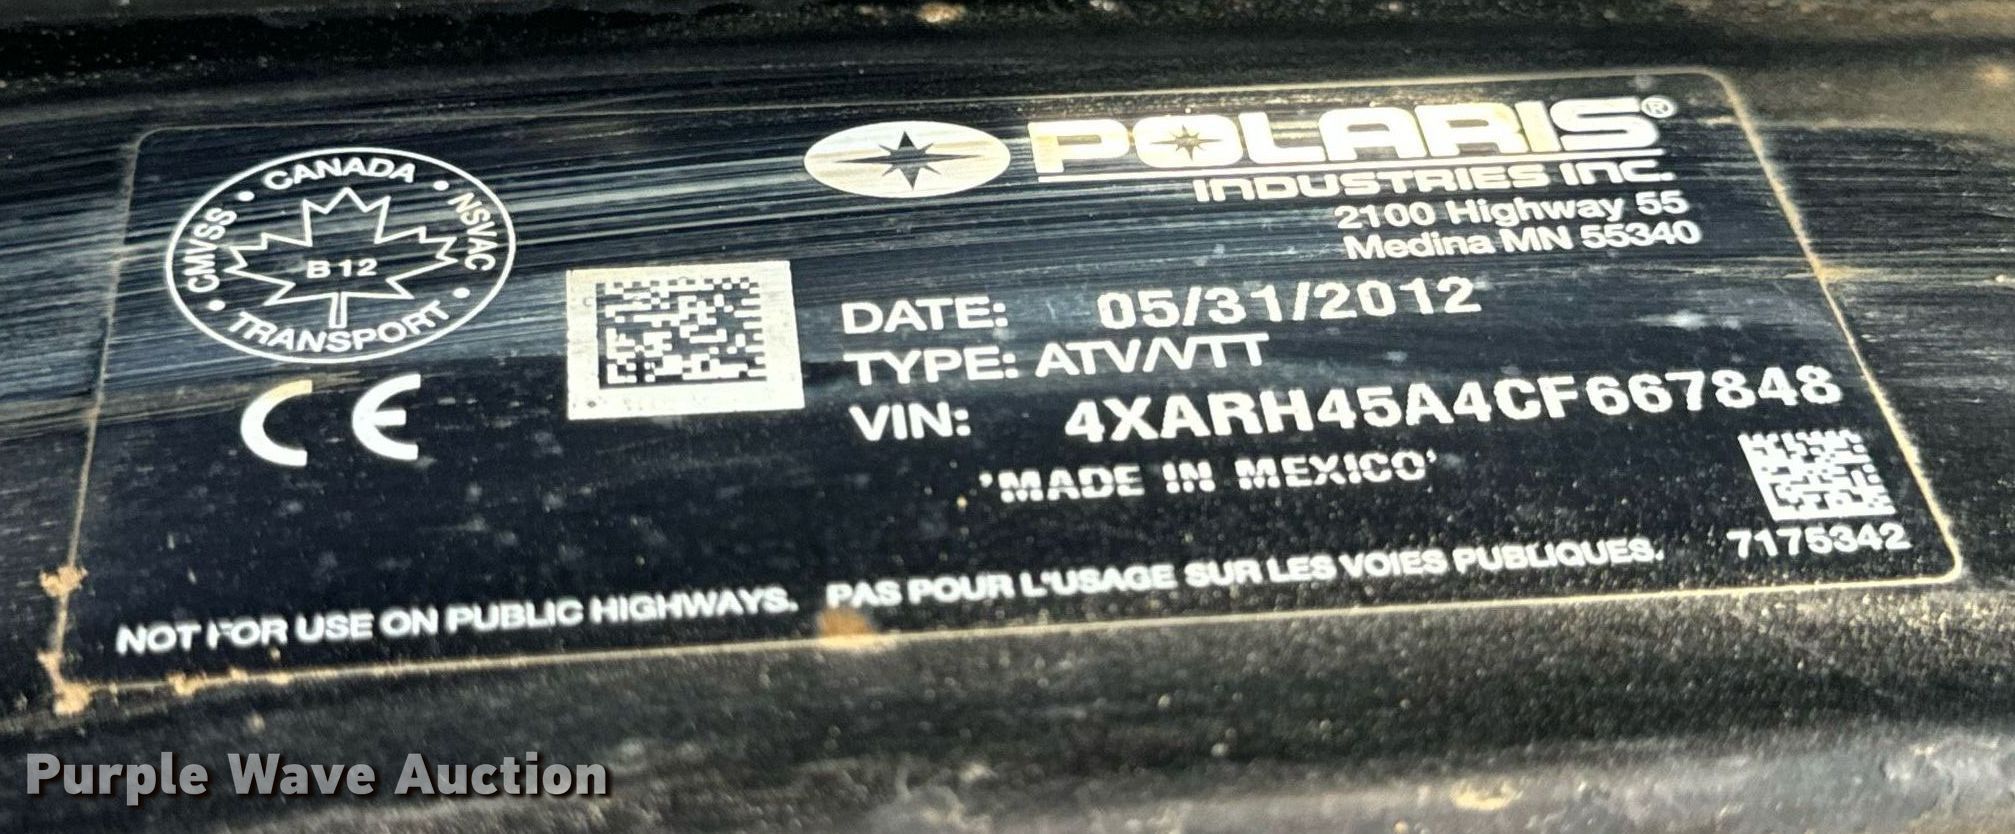 CANADA • NSVAC • TRANSPORT • CMVSS •
B 12
CE
POLARIS®
INDUSTRIES INC.
2100 Highway 55
Medina MN 55340
DATE: 05/31/2012
TYPE: ATV/VTT
VIN: 4XARH45A4CF667848
'MADE IN MEXICO'
7175342
NOT FOR USE ON PUBLIC HIGHWAYS. PAS POUR L'USAGE SUR LES VOIES PUBLIQUES.
Purple Wave Auction